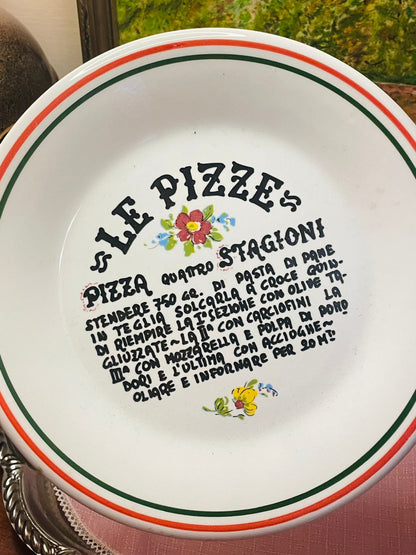 LE PIZZE
PIZZA QUATTRO STAGIONI
STENDERE 750 GR. DI PASTA DI PANE
IN TEGLIA SOLCARLA A CROCE QUIN-
DI RIEMPIRE LA Iª SEZIONE CON OLIVE TA-
GLIUZZATE~LA IIª CON CARCIOFINI LA
IIIª CON MOZZARELLA E POLPA DI POMO
DORI E L'ULTIMA CON ACCIUGHE~
OLIARE E INFORNARE PER 20 Mᵀ